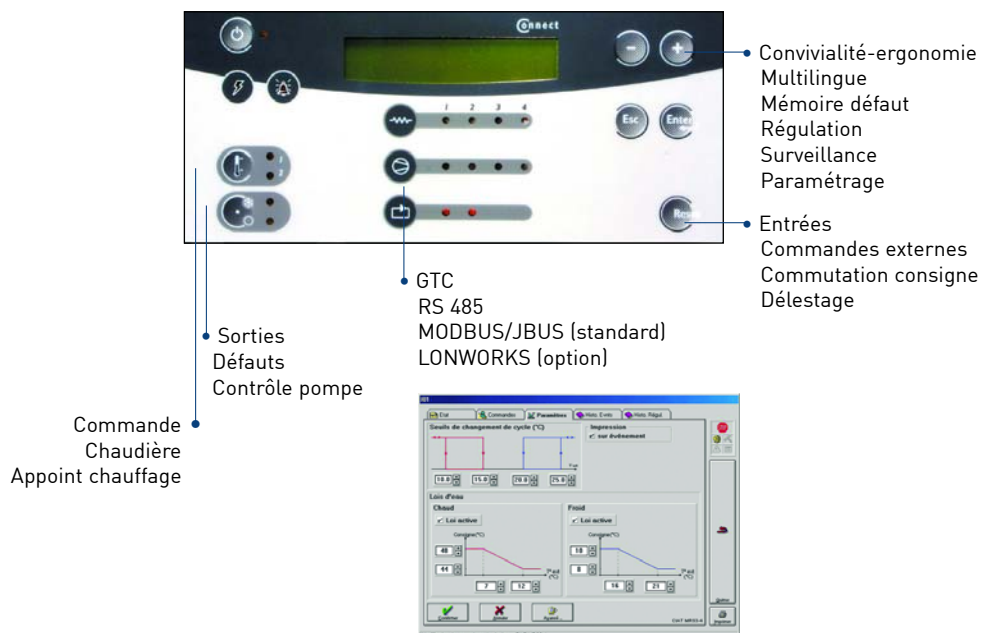 Connect
- +
1 2 3 4
Esc Enter
1
2
Reset
Convivialité-ergonomie
Multilingue
Mémoire défaut
Régulation
Surveillance
Paramétrage
Entrées
Commandes externes
Commutation consigne
Délestage
GTC
RS 485
MODBUS/JBUS (standard)
LONWORKS (option)
Sorties
Défauts
Contrôle pompe
Commande
Chaudière
Appoint chauffage
Etat Commandes Paramètres
Seuils de changement de cycle (°C)
Impression
sur événement
10.0 15.0 20.0 25.0
Lois d'eau
Chaud
Froid
Loi active
Loi active
Consigne(°C)
Consigne(°C)
48
44
7 12
18
8
16 21